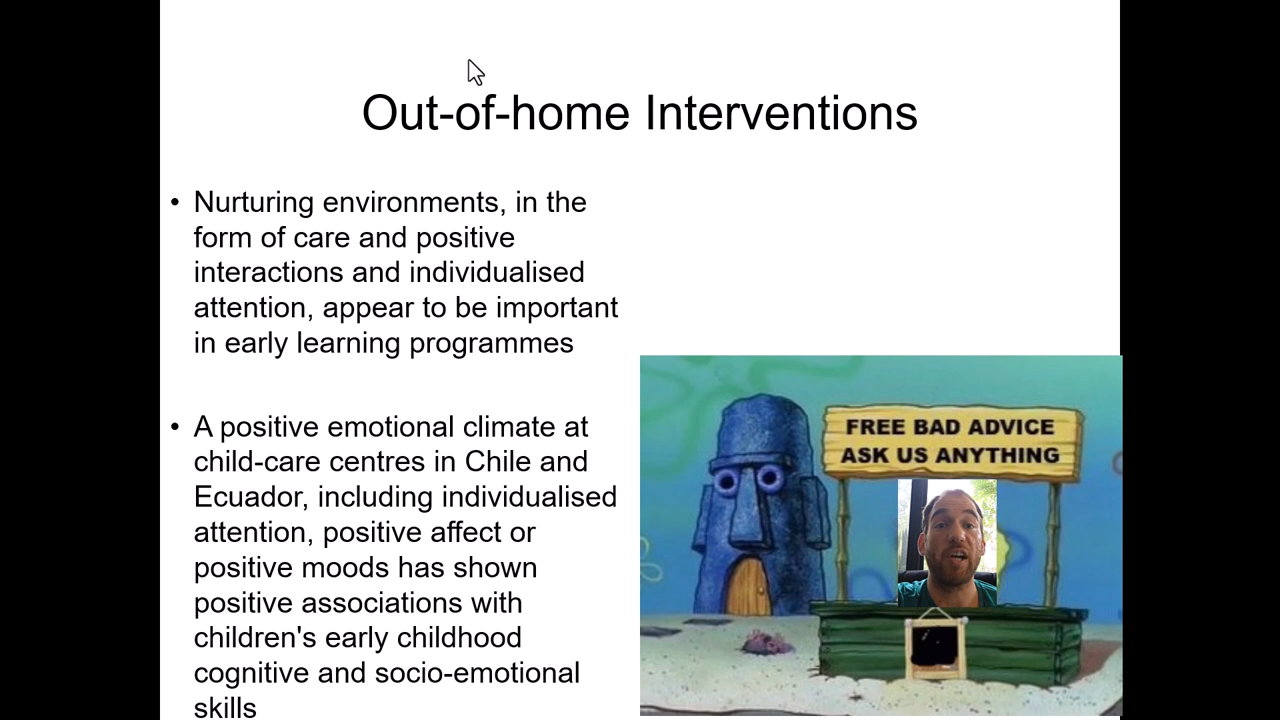 Out-of-home Interventions
• Nurturing environments, in the
form of care and positive
interactions and individualised
attention, appear to be important
in early learning programmes
• A positive emotional climate at
child-care centres in Chile and
Ecuador, including individualised
attention, positive affect or
positive moods has shown
positive associations with
children's early childhood
cognitive and socio-emotional
skills
FREE BAD ADVICE
ASK US ANYTHING